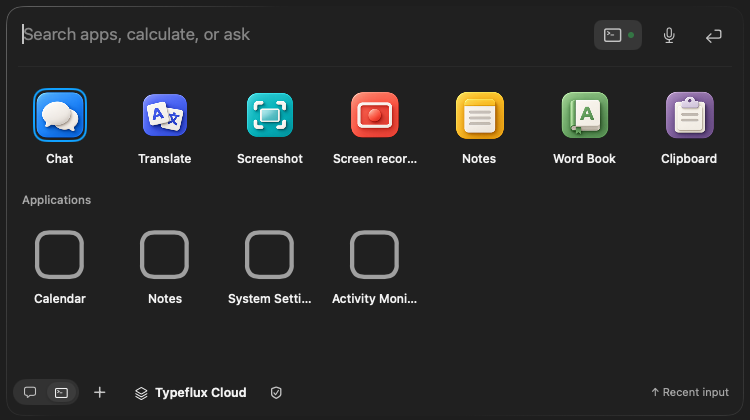 Search apps, calculate, or ask
Chat
Translate
Screenshot
Screen recor...
Notes
Word Book
Clipboard
Applications
Calendar
Notes
System Setti...
Activity Moni...
Typeflux Cloud
↑ Recent input